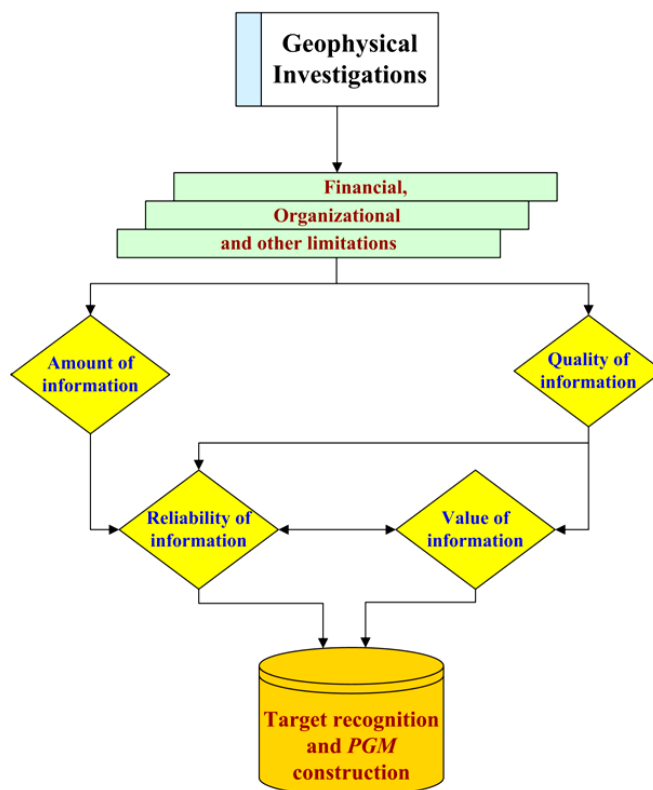 Geophysical
Investigations
Financial,
Organizational
and other limitations
Amount of
information
Quality of
information
Reliability of
information
Value of
information
Target recognition
and PGM
construction